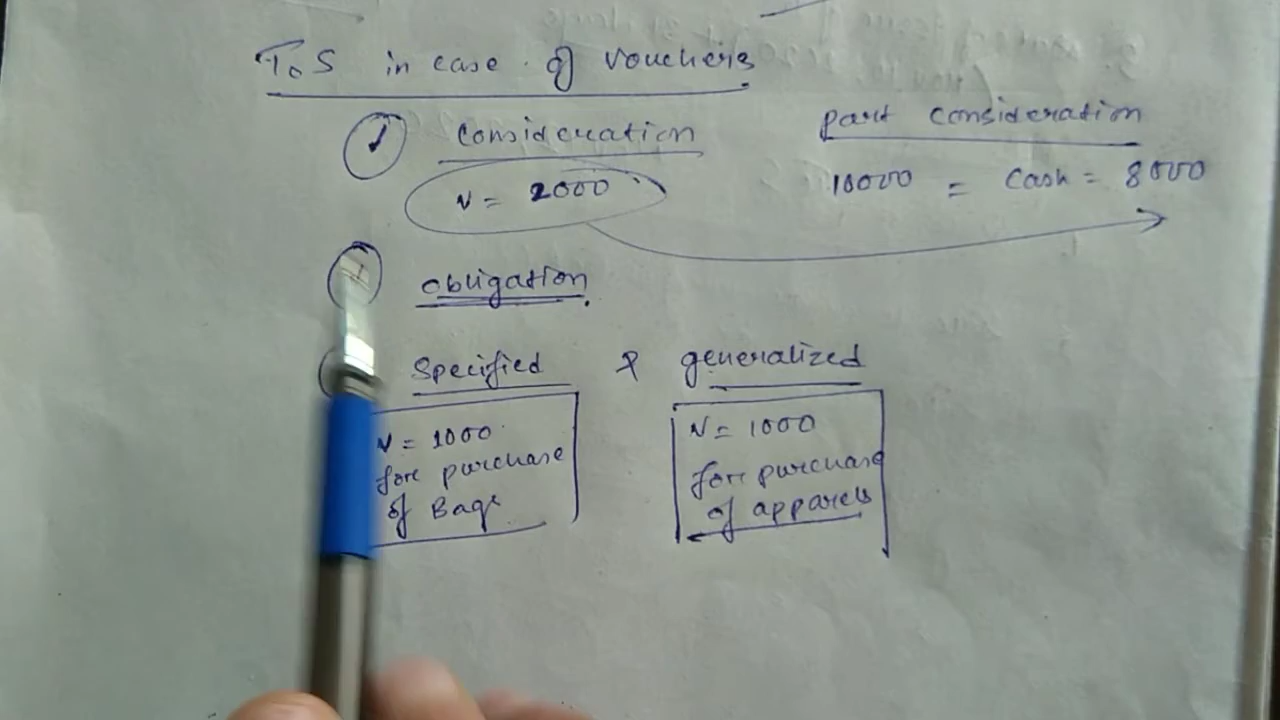 ToS in case of vouchers
consideration
V = 2000
part consideration
10000 = Cash = 8000
obligation.
Specified & generalized
V = 1000
for purchase
of Bags
V = 1000
for purchase
of apparels